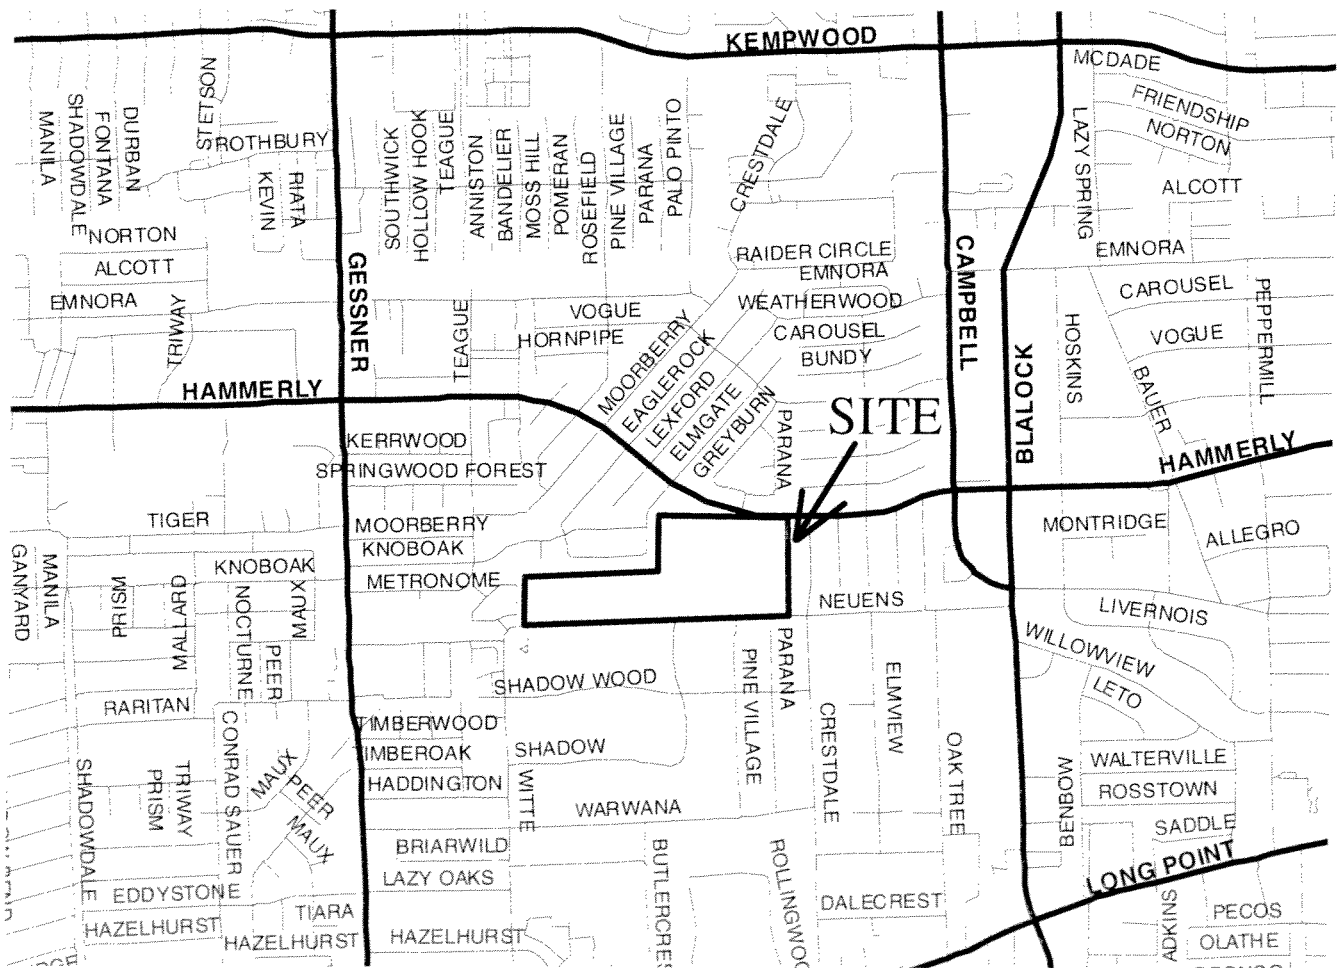 KEMPWOOD
MCDADE
FRIENDSHIP
NORTON
LAZY SPRING
ALCOTT
EMNORA
STETSON
MANILA
SHADOWDALE
FONTANA
DURBAN
ROTHBURY
KEVIN
RIATA
SOUTHWICK
HOLLOW HOOK
TEAGUE
ANNISTON
BANDELIER
MOSS HILL
POMERAN
ROSEFIELD
PINE VILLAGE
PARANA
PALO PINTO
CRESTDALE
NORTON
ALCOTT
EMNORA
TRIWAY
GESSNER
RAIDER CIRCLE
EMNORA
WEATHERWOOD
CAROUSEL
BUNDY
CAMPBELL
BLALOCK
HOSKINS
CAROUSEL
VOGUE
BAUER
PEPPERMILL
TEAGUE
VOGUE
HORNPIPE
MOORBERRY
EAGLEROCK
LEXFORD
ELMGATE
GREYBURN
PARANA
SITE
HAMMERLY
HAMMERLY
KERRWOOD
SPRINGWOOD FOREST
TIGER
MOORBERRY
KNOBOAK
METRONOME
MONTRIDGE
ALLEGRO
GANYARD
MANILA
PRISM
MALLARD
KNOBOAK
NOCTURNE
MAUX
PEER
NEUENS
LIVERNOIS
WILLOWVIEW
LETO
RARITAN
SHADOW WOOD
PINE VILLAGE
PARANA
CRESTDALE
ELMVIEW
OAK TREE
TIMBERWOOD
TIMBEROAK
HADDINGTON
SHADOW
WITTE
WARWANA
BENBOW
WALTERVILLE
ROSSTOWN
SADDLE
SHADOWDALE
PRISM
TRIWAY
CONRAD SAUER
MAUX
PEER
MAUX
BRIARWILD
LAZY OAKS
BUTLERCRES
ROLLINGWOO
LONG POINT
EDDYSTONE
HAZELHURST
TIARA
HAZELHURST
HAZELHURST
DALECREST
ADKINS
PECOS
OLATHE